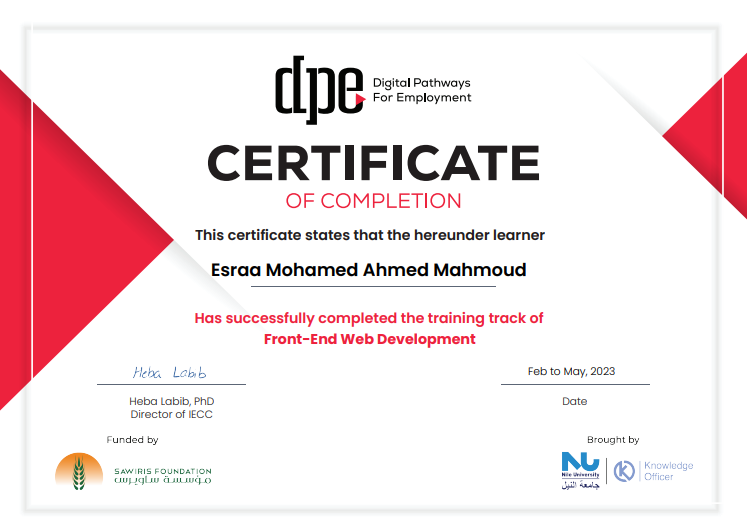 dpe
Digital Pathways
For Employment
CERTIFICATE
OF COMPLETION
This certificate states that the hereunder learner
Esraa Mohamed Ahmed Mahmoud
Has successfully completed the training track of
Front-End Web Development
Heba Labib
Heba Labib, PhD
Director of IECC
Feb to May, 2023
Date
Funded by
SAWIRIS FOUNDATION
مؤسسة ساويرس
Brought by
NU
Nile University
جامعة النيل
Knowledge
Officer